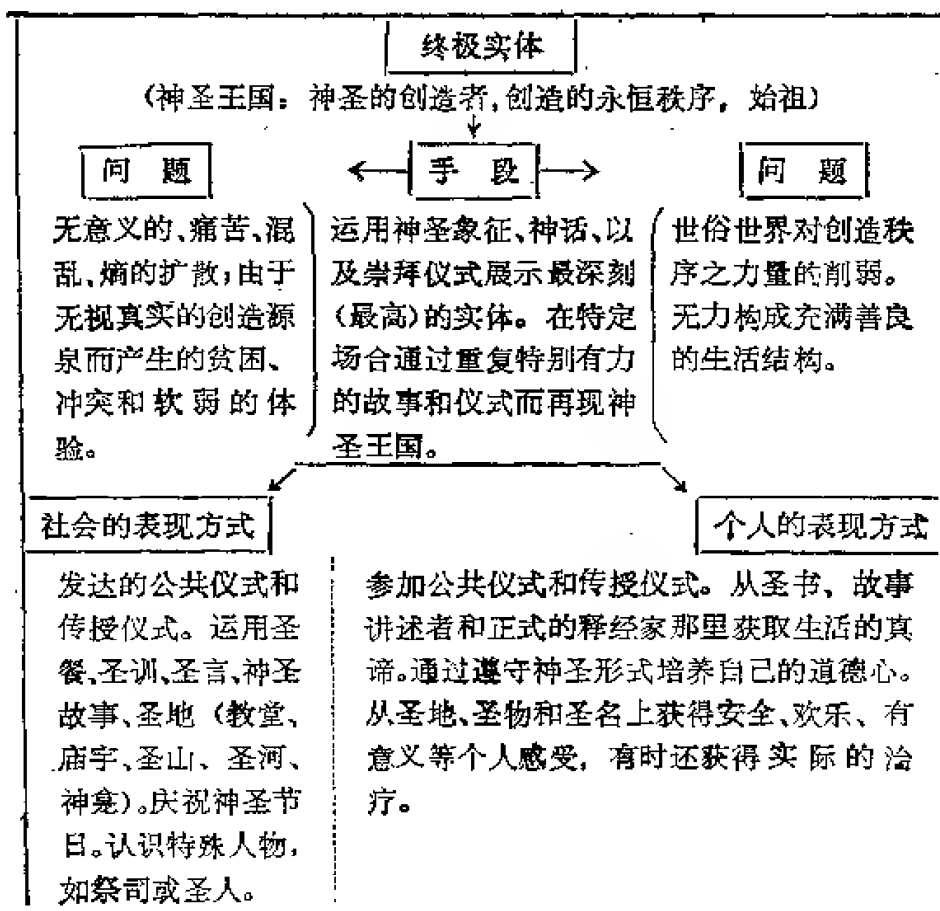 终极实体
（神圣王国：神圣的创造者，创造的永恒秩序，始祖）
问 题
手 段
问 题
无意义的、痛苦、混
乱、熵的扩散；由于
无视真实的创造源
泉而产生的贫困、
冲突和软弱的体
验。
运用神圣象征、神话、以
及崇拜仪式展示最深刻
（最高）的实体。在特定
场合通过重复特别有力
的故事和仪式而再现神
圣王国。
世俗世界对创造秩
序之力量的削弱。
无力构成充满善良
的生活结构。
社会的表现方式
个人的表现方式
发达的公共仪式和
传授仪式。运用圣
餐、圣训、圣言、神圣
故事、圣地（教堂、
庙宇、圣山、圣河、
神龛）。庆祝神圣节
日。认识特殊人物，
如祭司或圣人。
参加公共仪式和传授仪式。从圣书、故事
讲述者和正式的释经家那里获取生活的真
谛。通过遵守神圣形式培养自己的道德心。
从圣地、圣物和圣名上获得安全、欢乐、有
意义等个人感受，有时还获得实际的治
疗。